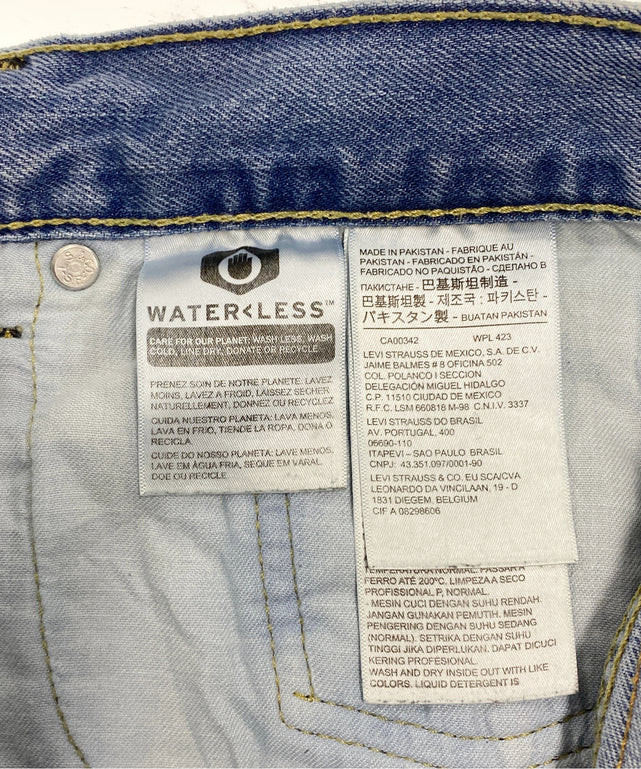 WATER<LESS™
CARE FOR OUR PLANET: WASH LESS, WASH
COLD, LINE DRY, DONATE OR RECYCLE.
PRENEZ SOIN DE NOTRE PLANETE: LAVEZ
MOINS, LAVEZ A FROID, LAISSEZ SECHER
NATURELLEMENT, DONNEZ OU RECYCLEZ
CUIDA NUESTRO PLANETA: LAVA MENOS,
LAVA EN FRIO, TIENDE LA ROPA, DONA O
RECICLA.
GUIDE DO NOSSO PLANETA: LAVE MENOS,
LAVE EM ÁGUA FRIA, SEQUE EM VARAL,
DOE OU RECICLE.
MADE IN PAKISTAN - FABRIQUE AU
PAKISTAN - FABRICADO EN PAKISTÁN -
FABRICADO NO PAQUISTÃO - СДЕЛАНО В
ПАКИСТАНЕ - 巴基斯坦制造 -
巴基斯坦製 - 제조국 : 파키스탄 -
パキスタン製 - BUATAN PAKISTAN
CA00342 WPL 423
LEVI STRAUSS DE MEXICO, S.A. DE C.V.
JAIME BALMES # 8 OFICINA 502
COL. POLANCO I SECCION
DELEGACIÓN MIGUEL HIDALGO
C.P. 11510 CIUDAD DE MÉXICO
R.F.C. LSM 660818 M-98 C.N.I.V. 3337
LEVI STRAUSS DO BRASIL
AV. PORTUGAL, 400
06690-110
ITAPEVI – SAO PAULO BRASIL
CNPJ: 43.351.097/0001-90
LEVI STRAUSS & CO. EU SCA/CVA
LEONARDO DA VINCILAAN, 19 - D
1831 DIEGEM, BELGIUM
CIF A 08298606
TEMPERATURA NORMAL. PASSAR A
FERRO ATÉ 200ºC. LIMPEZA A SECO
PROFISSIONAL P, NORMAL.
- MESIN CUCI DENGAN SUHU RENDAH.
JANGAN GUNAKAN PEMUTIH. MESIN
PENGERING DENGAN SUHU SEDANG
(NORMAL). SETRIKA DENGAN SUHU
TINGGI JIKA DIPERLUKAN. DAPAT DICUCI
KERING PROFESIONAL.
WASH AND DRY INSIDE OUT WITH LIKE
COLORS. LIQUID DETERGENT IS